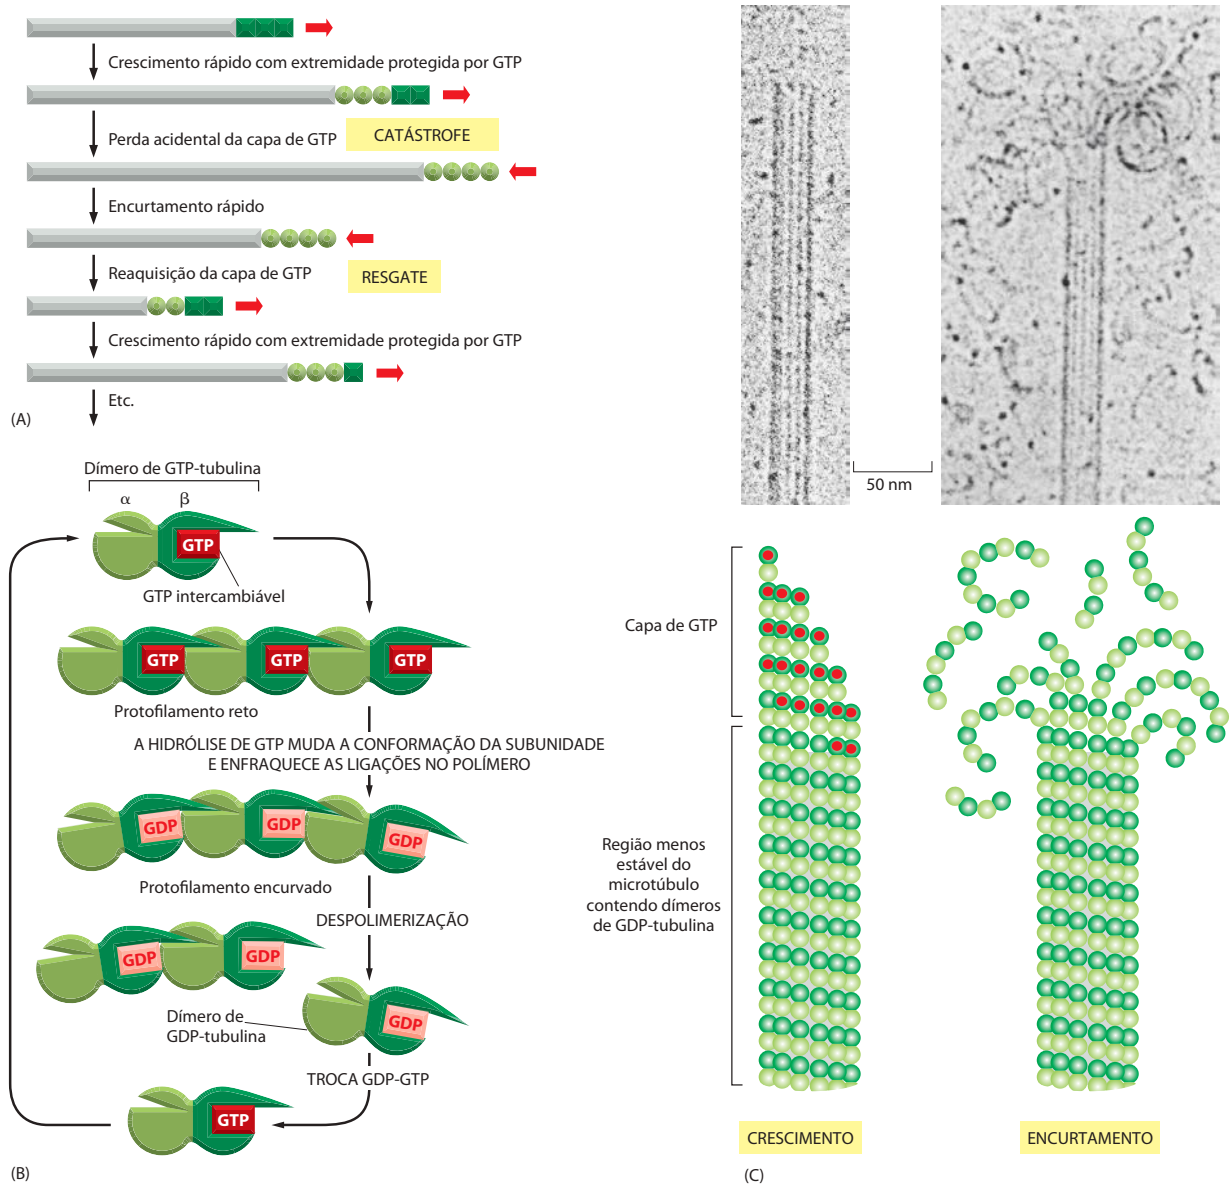 Crescimento rápido com extremidade protegida por GTP
Perda acidental da capa de GTP
CATÁSTROFE
Encurtamento rápido
Reaquisição da capa de GTP
RESGATE
Crescimento rápido com extremidade protegida por GTP
Etc.
(A)
Dímero de GTP-tubulina
α
β
GTP
GTP intercambiável
GTP
GTP
GTP
Protofilamento reto
A HIDRÓLISE DE GTP MUDA A CONFORMAÇÃO DA SUBUNIDADE
E ENFRAQUECE AS LIGAÇÕES NO POLÍMERO
GDP
GDP
GDP
Protofilamento encurvado
DESPOLIMERIZAÇÃO
GDP
GDP
GDP
Dímero de
GDP-tubulina
TROCA GDP-GTP
GTP
(B)
50 nm
Capa de GTP
Região menos
estável do
microtúbulo
contendo dímeros
de GDP-tubulina
CRESCIMENTO
ENCURTAMENTO
(C)